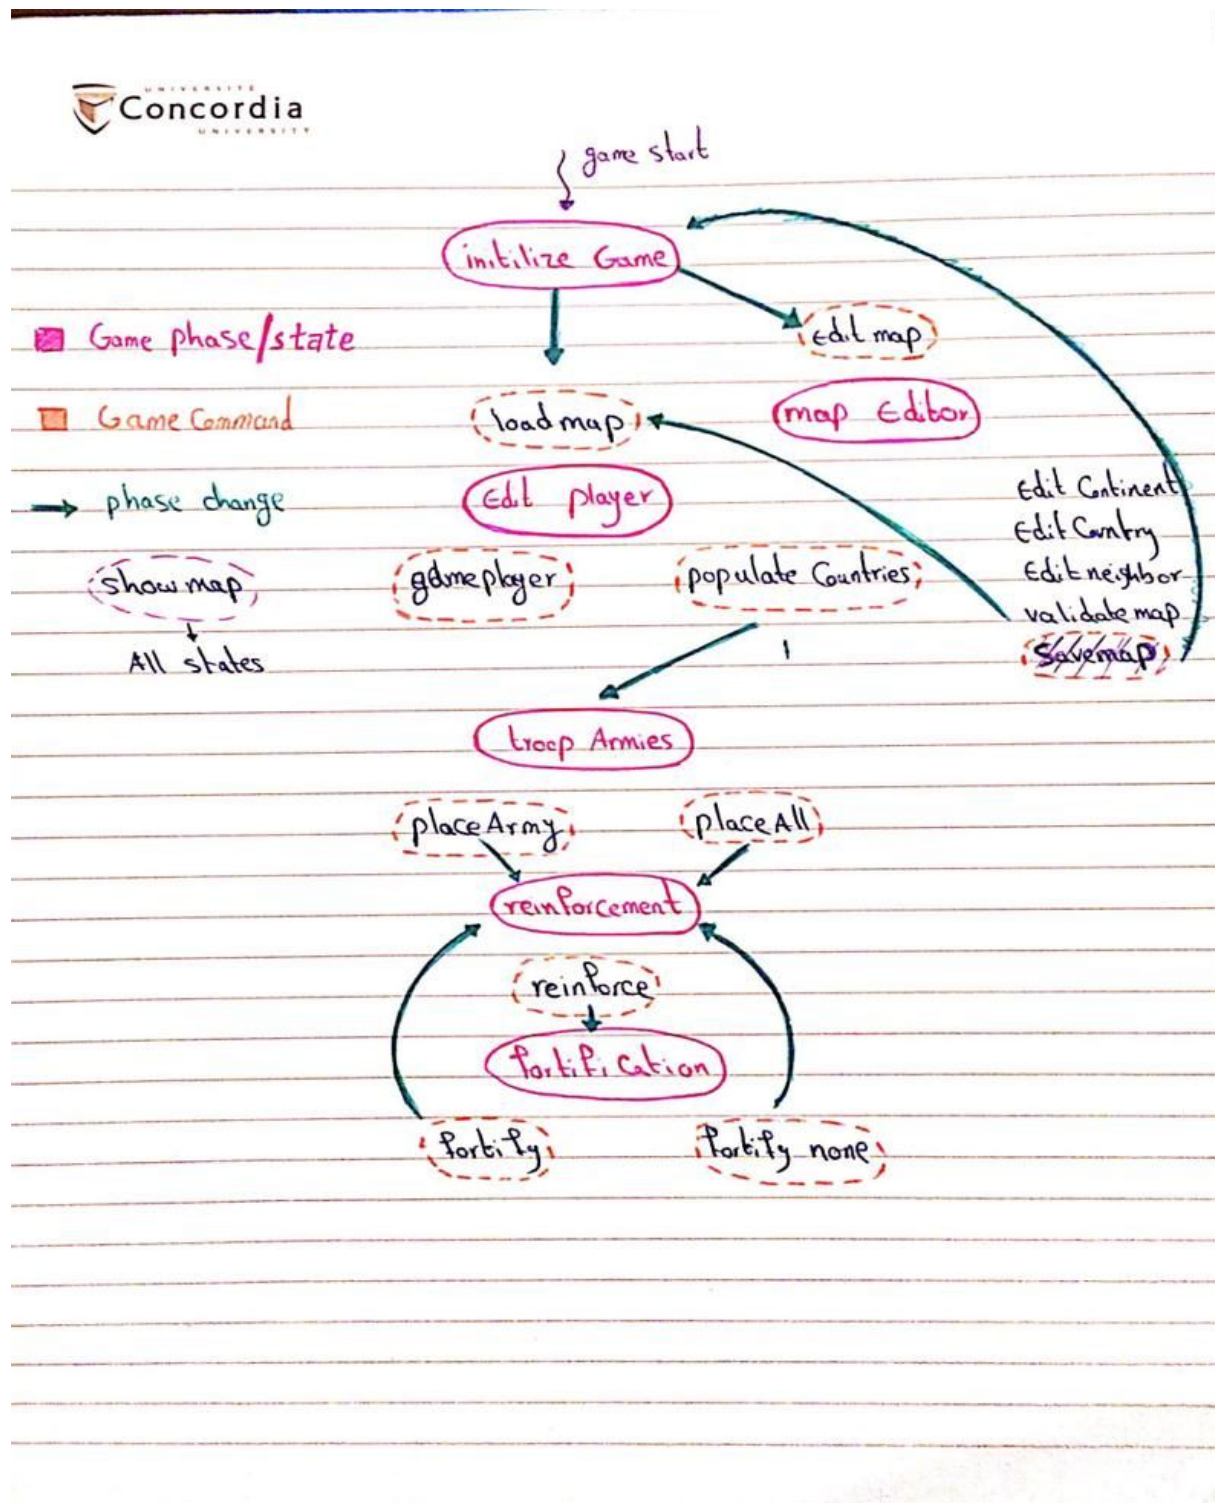 UNIVERSITÉ
Concordia
UNIVERSITY
game start
initilize Game
Game phase/state
Edit map
Game Command
load map
map Editor
phase change
Edit player
Edit Continent
Edit Country
showmap
gameplayer
populate Countries
Edit neighbor
validate map
All states
Savemap
troop Armies
placeArmy
placeAll
reinforcement
reinforce
fortification
fortify
fortify none